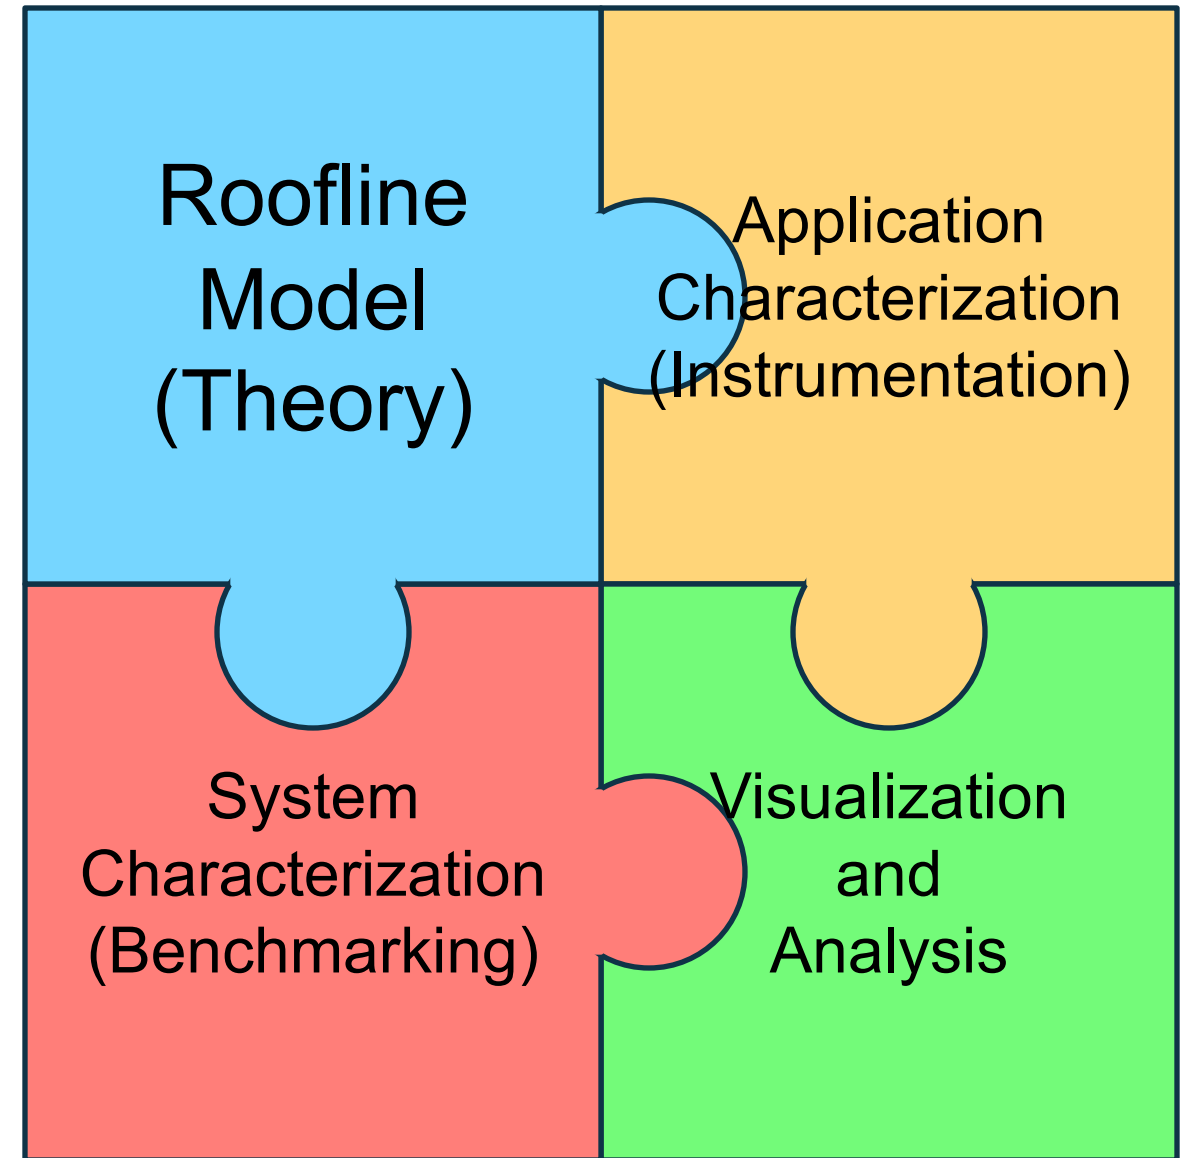 Roofline
Model
(Theory)
Application
Characterization
(Instrumentation)
System
Characterization
(Benchmarking)
Visualization
and
Analysis